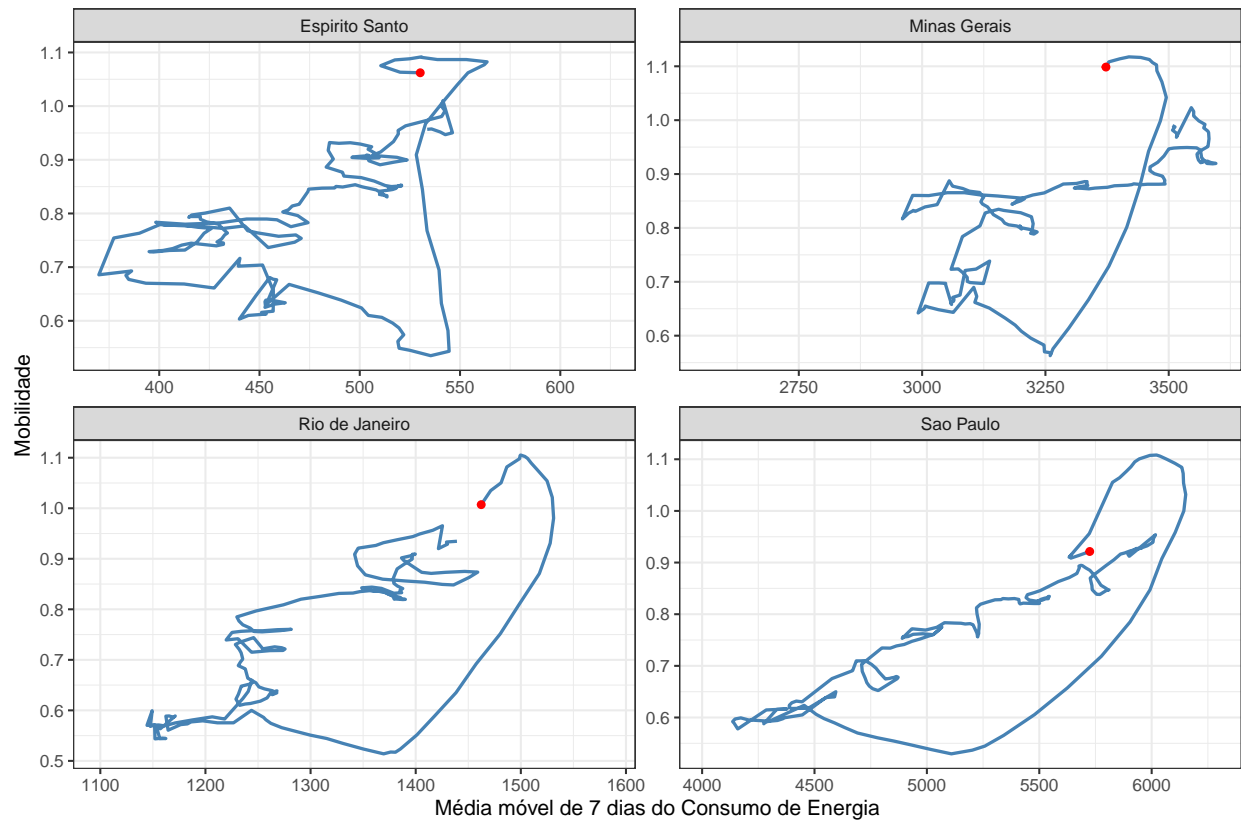 Espirito Santo
Minas Gerais
1.1
1.0
0.9
0.8
0.7
0.6
400 450 500 550 600
1.1
1.0
0.9
0.8
0.7
0.6
2750 3000 3250 3500
Mobilidade
Rio de Janeiro
Sao Paulo
1.1
1.0
0.9
0.8
0.7
0.6
0.5
1100 1200 1300 1400 1500 1600
1.1
1.0
0.9
0.8
0.7
0.6
4000 4500 5000 5500 6000
Média móvel de 7 dias do Consumo de Energia